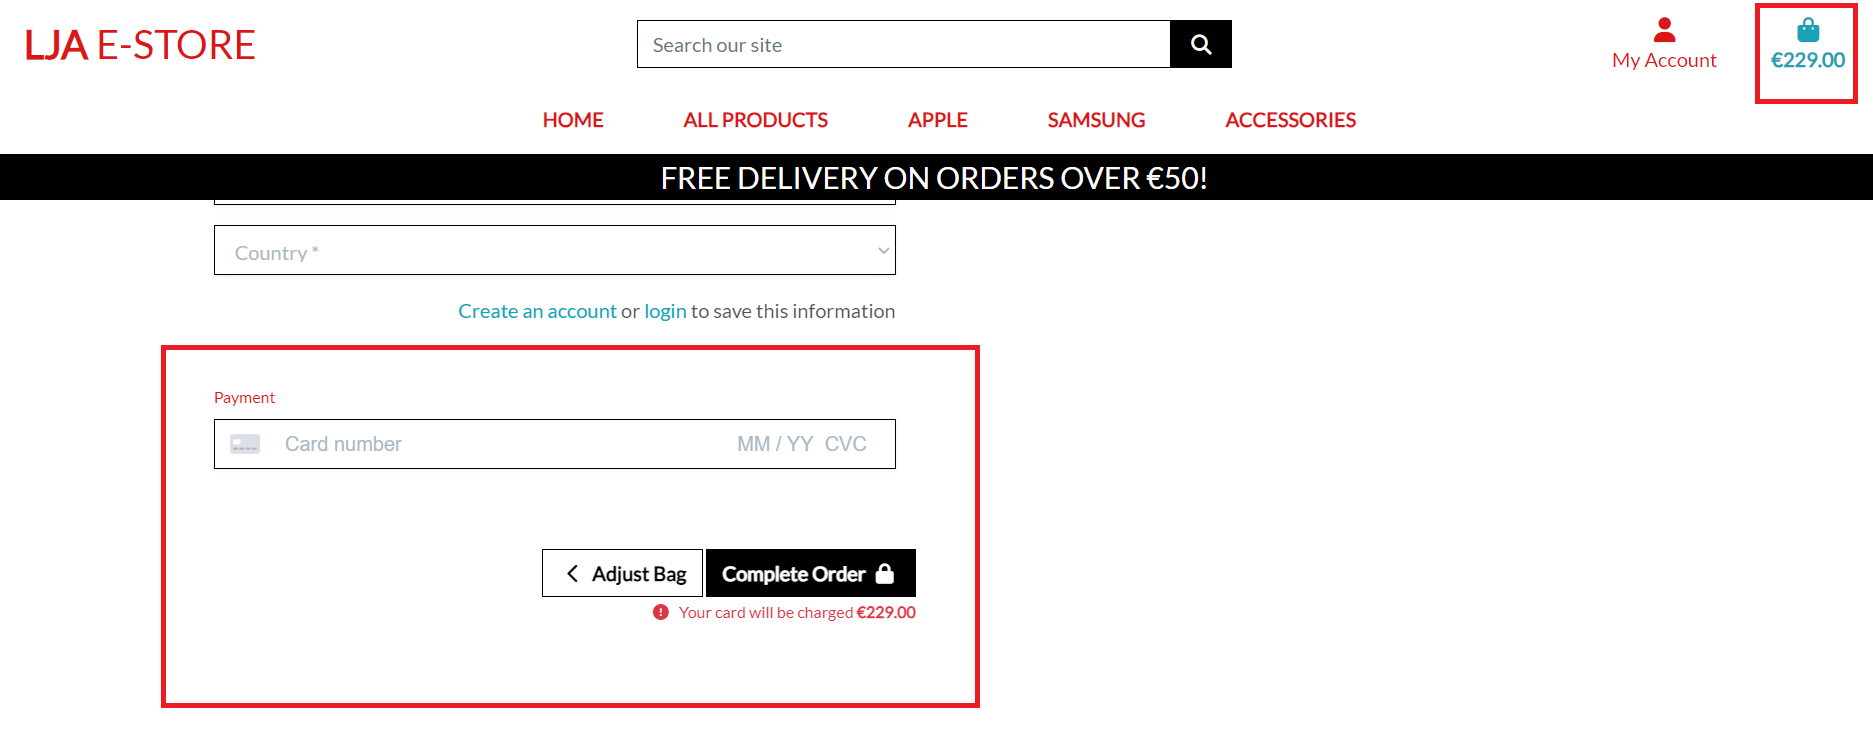 LJA E-STORE
Search our site
My Account
€229.00
HOME ALL PRODUCTS APPLE SAMSUNG ACCESSORIES
FREE DELIVERY ON ORDERS OVER €50!
Country *
Create an account or login to save this information
Payment
Card number MM / YY CVC
Adjust Bag Complete Order
Your card will be charged €229.00